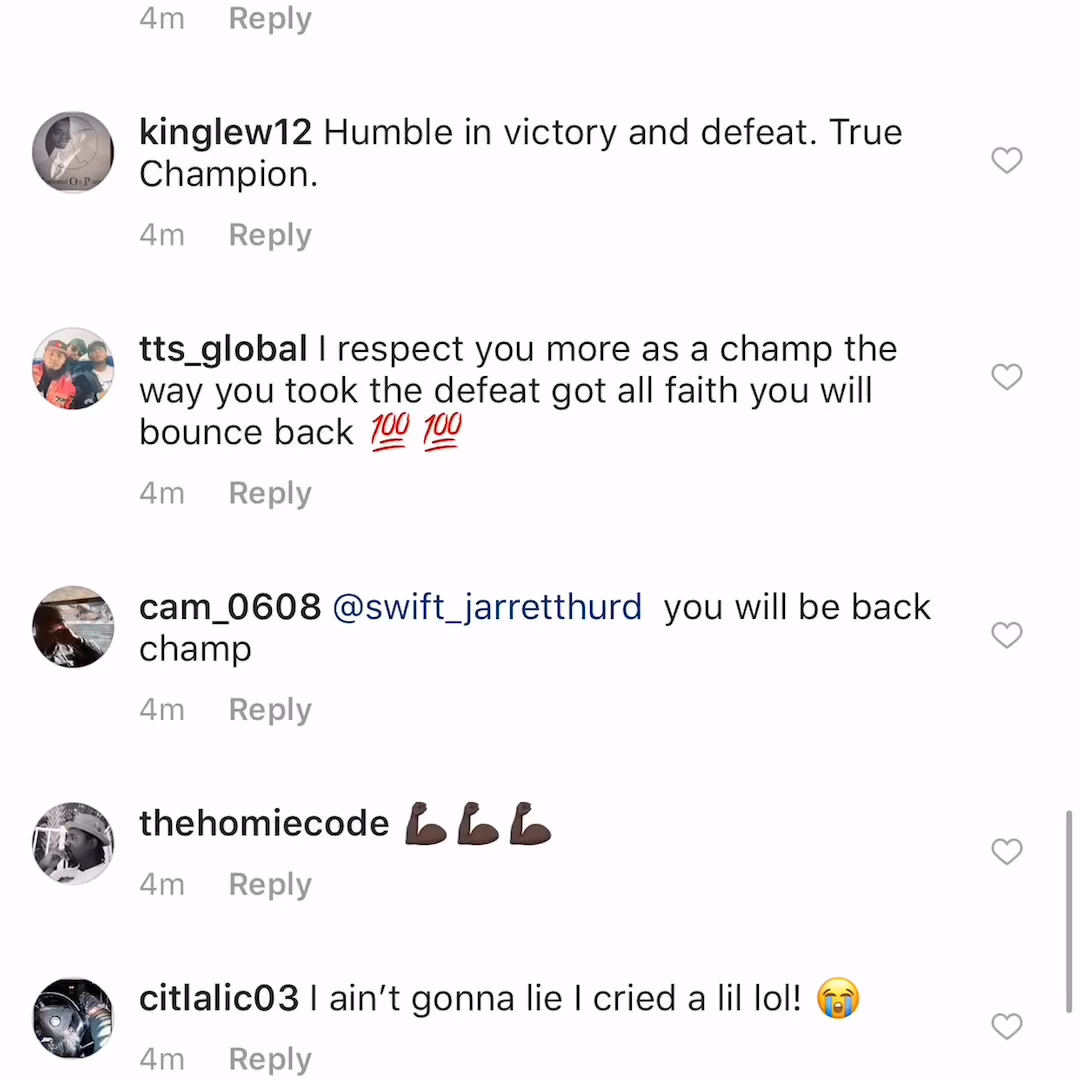 4m Reply
kinglew12 Humble in victory and defeat. True
Champion.
4m Reply
tts_global I respect you more as a champ the
way you took the defeat got all faith you will
bounce back 💯 💯
4m Reply
cam_0608 @swift_jarretthurd you will be back
champ
4m Reply
thehomiecode 💪🏿💪🏿💪🏿
4m Reply
citlalic03 I ain’t gonna lie I cried a lil lol! 😭
4m Reply